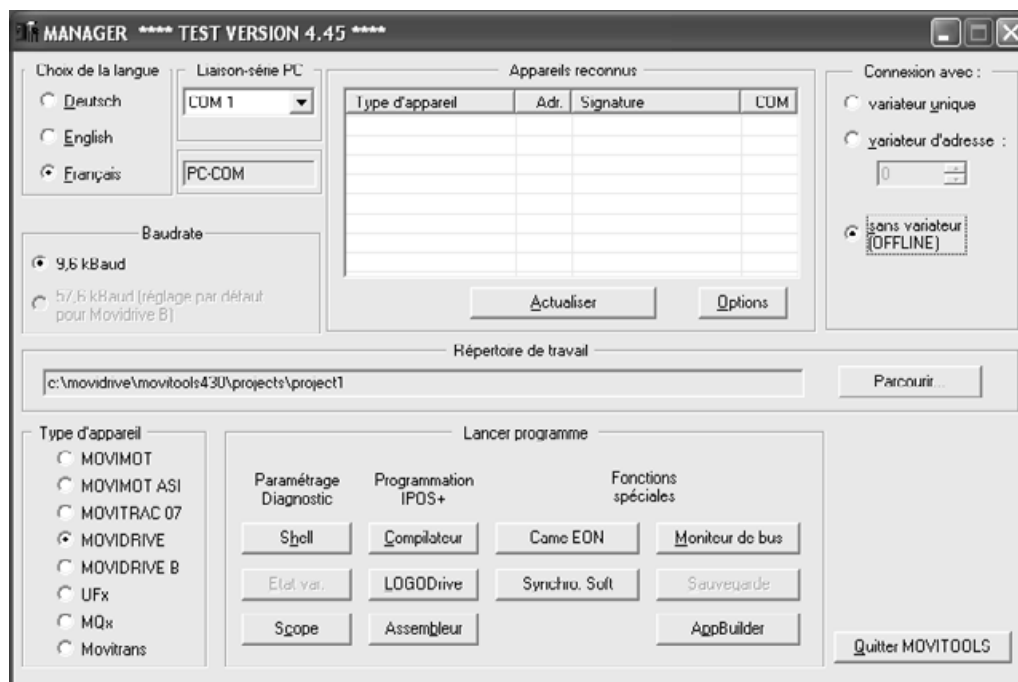 MANAGER **** TEST VERSION 4.45 ****
Choix de la langue
Deutsch
English
Français
Liaison-série PC
COM 1
PC-COM
Baudrate
9,6 kBaud
57,6 kBaud (réglage par défaut
pour Movidrive B)
Appareils reconnus
Type d'appareil Adr. Signature COM
Actualiser Options
Connexion avec :
variateur unique
variateur d'adresse :
0
sans variateur
(OFFLINE)
Répertoire de travail
c:\movidrive\movitools430\projects\project1
Parcourir...
Type d'appareil
MOVIMOT
MOVIMOT ASI
MOVITRAC 07
MOVIDRIVE
MOVIDRIVE B
UFx
MQx
Movitrans
Lancer programme
Paramétrage
Diagnostic
Programmation
IPOS+
Fonctions
spéciales
Shell Compilateur Came EON Moniteur de bus
Etat var. LOGODrive Synchro. Soft Sauvegarde
Scope Assembleur AppBuilder
Quitter MOVITOOLS